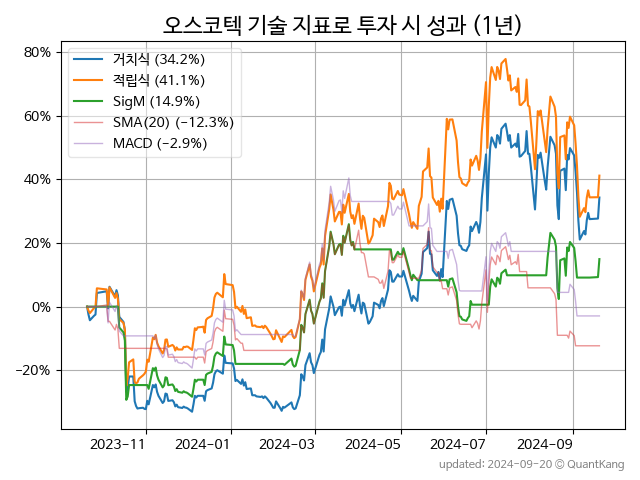 오스코텍 기술 지표로 투자 시 성과 (1년)
80%
60%
40%
20%
0%
−20%
거치식 (34.2%)
적립식 (41.1%)
SigM (14.9%)
SMA(20) (−12.3%)
MACD (−2.9%)
2023-11
2024-01
2024-03
2024-05
2024-07
2024-09
updated: 2024-09-20 © QuantKang